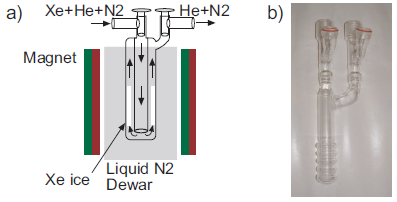 a)
Xe+He+N2
He+N2
Magnet
Xe ice
Liquid N2
Dewar
b)